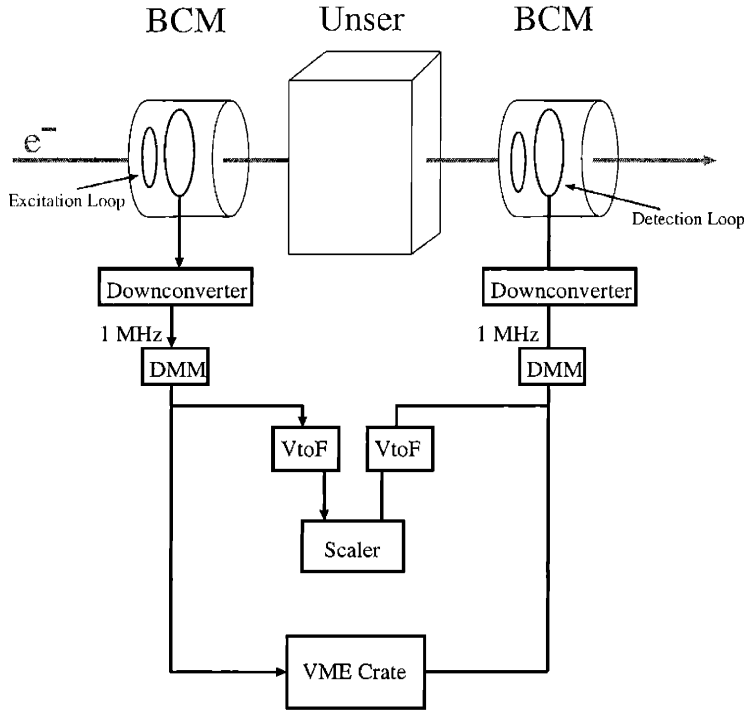 BCM
Unser
BCM
e⁻
Excitation Loop
Detection Loop
Downconverter
Downconverter
1 MHz
1 MHz
DMM
DMM
VtoF
VtoF
Scaler
VME Crate